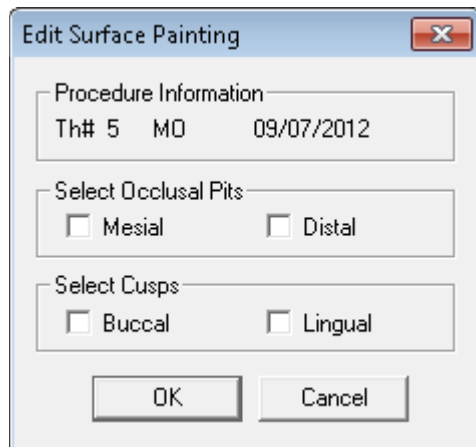 Edit Surface Painting
Procedure Information
Th# 5 MO 09/07/2012
Select Occlusal Pits
Mesial Distal
Select Cusps
Buccal Lingual
OK Cancel